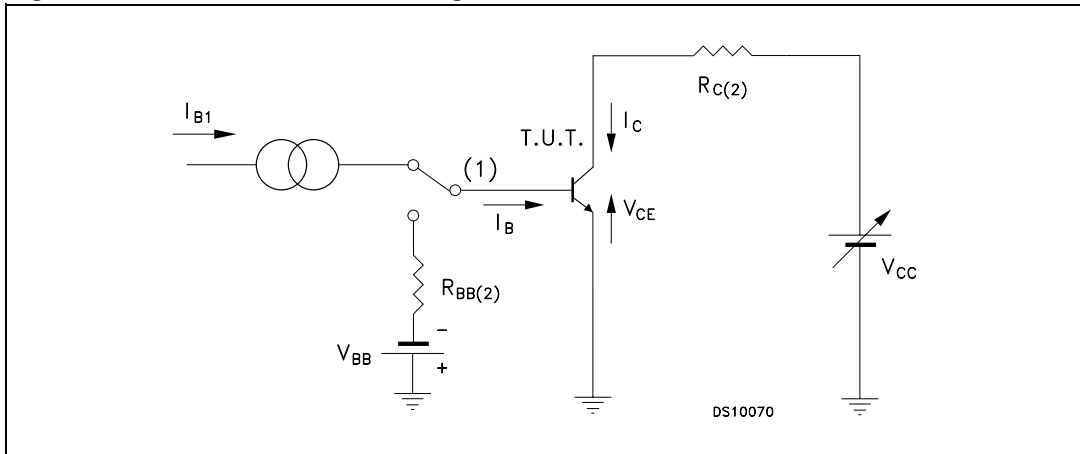 I_B1
R_C(2)
I_C
T.U.T.
(1)
V_CE
I_B
V_CC
R_BB(2)
−
V_BB
+
DS10070